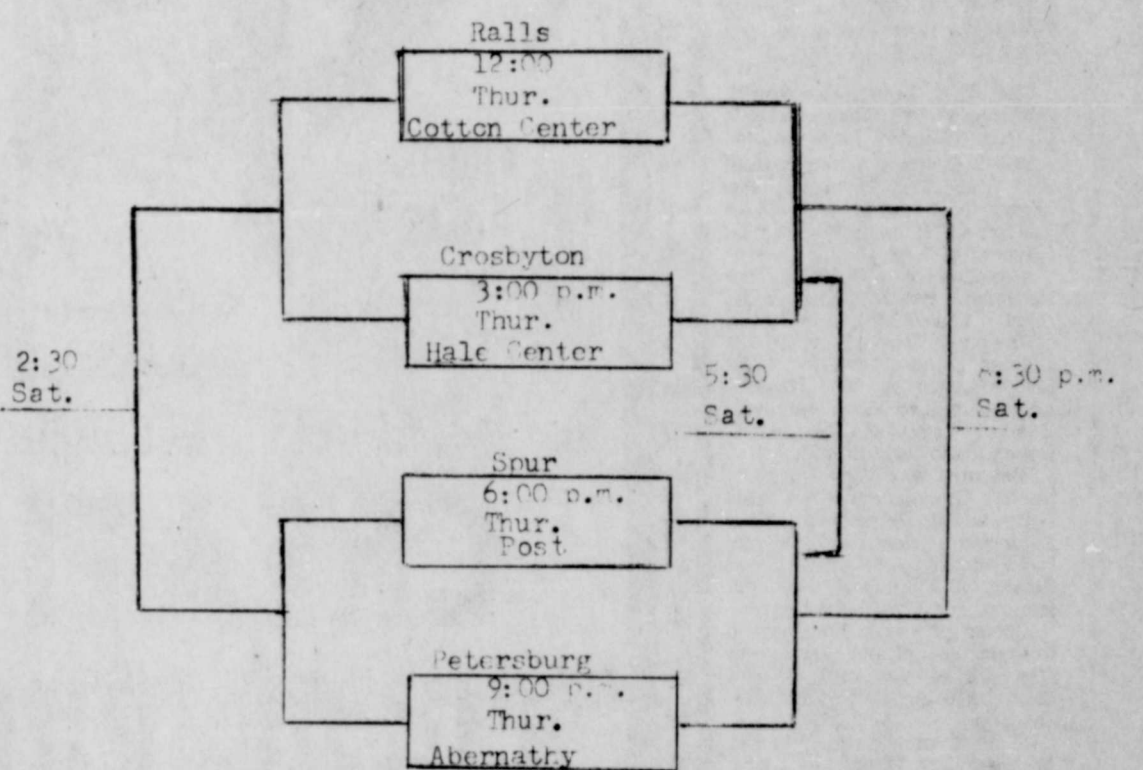 Ralls
12:00
Thur.
Cotton Center
Crosbyton
3:00 p.m.
Thur.
Hale Center
2:30
Sat.
5:30
Sat.
:30 p.m.
Sat.
Spur
6:00 p.m.
Thur.
Post
Petersburg
9:00 p.m.
Thur.
Abernathy